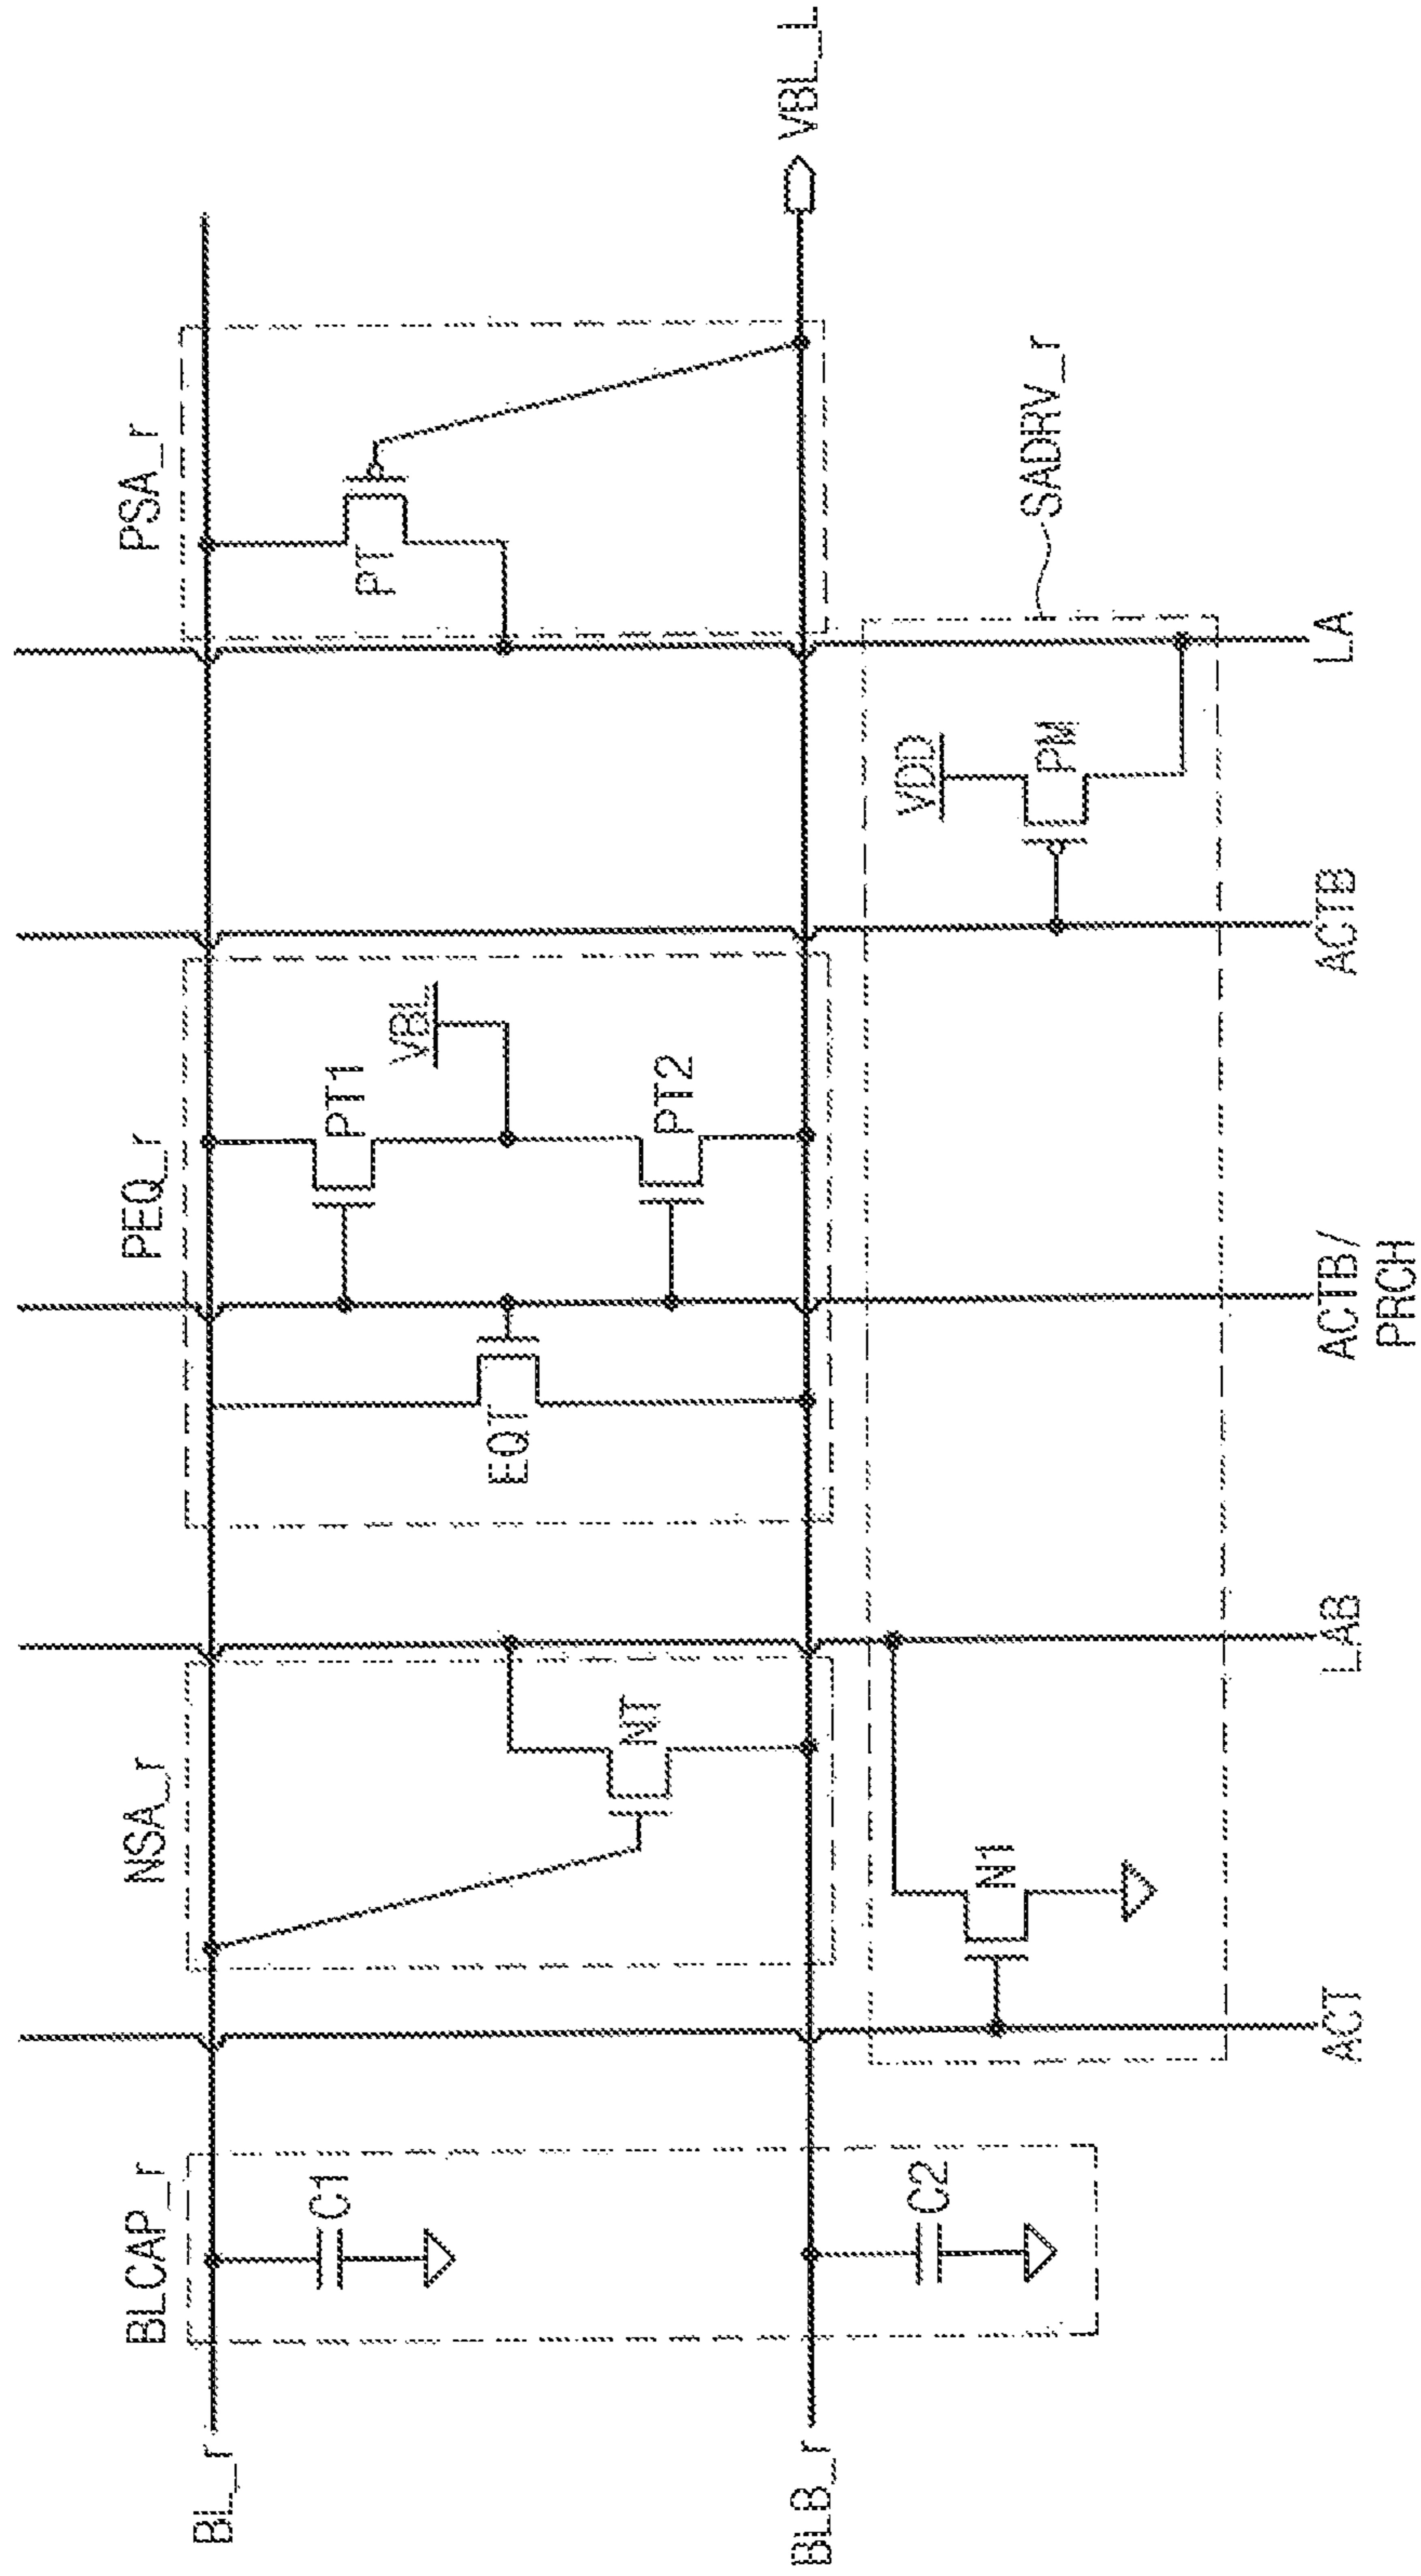 BLCAP_r
NSA_r
PEQ_r
PSA_r
BL_r
C1
PT1
PT
VBL
EQT
NT
PT2
BLB_r
VBL_L
C2
VDD
N1
PM
SADRV_r
ACT
LAB
ACTB/
PRCH
ACTB
LA